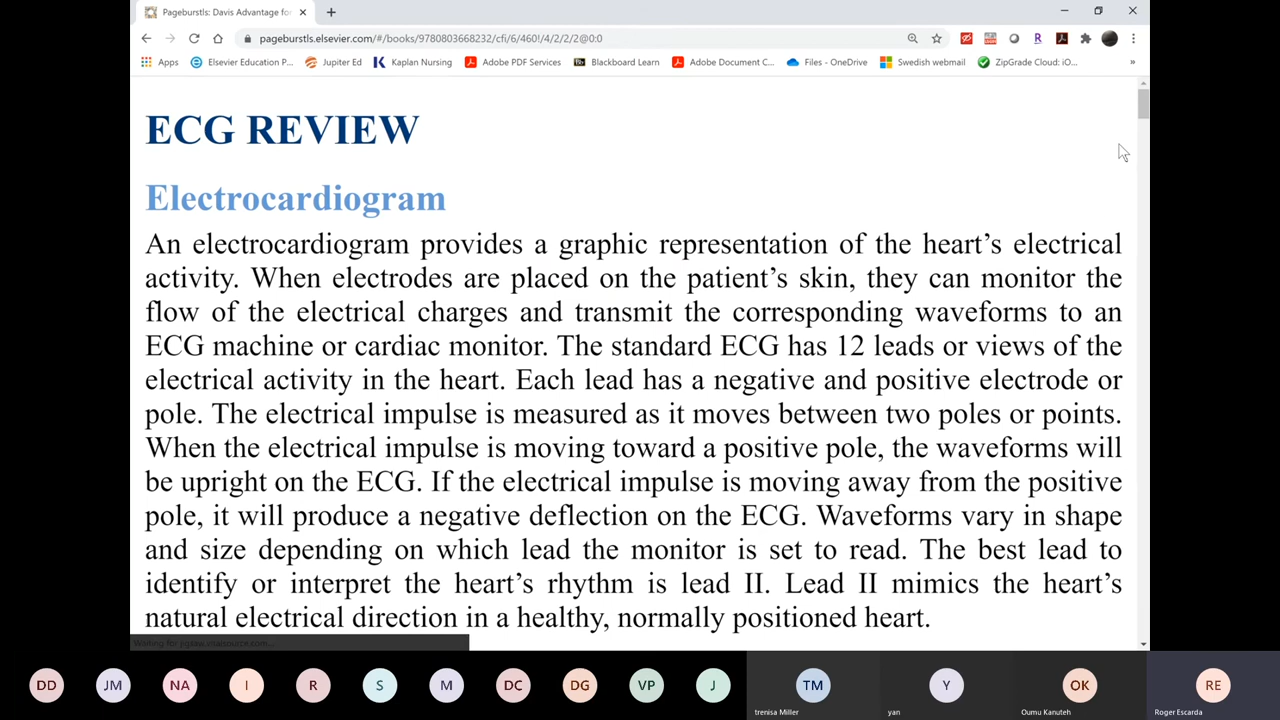 Pageburstls: Davis Advantage for
pageburstls.elsevier.com/#/books/9780803668232/cfi/6/460!/4/2/2/2@0:0
Apps Elsevier Education P... Jupiter Ed Kaplan Nursing Adobe PDF Services Blackboard Learn Adobe Document C... Files - OneDrive Swedish webmail ZipGrade Cloud: iO... »
ECG REVIEW
Electrocardiogram
An electrocardiogram provides a graphic representation of the heart’s electrical
activity. When electrodes are placed on the patient’s skin, they can monitor the
flow of the electrical charges and transmit the corresponding waveforms to an
ECG machine or cardiac monitor. The standard ECG has 12 leads or views of the
electrical activity in the heart. Each lead has a negative and positive electrode or
pole. The electrical impulse is measured as it moves between two poles or points.
When the electrical impulse is moving toward a positive pole, the waveforms will
be upright on the ECG. If the electrical impulse is moving away from the positive
pole, it will produce a negative deflection on the ECG. Waveforms vary in shape
and size depending on which lead the monitor is set to read. The best lead to
identify or interpret the heart’s rhythm is lead II. Lead II mimics the heart’s
natural electrical direction in a healthy, normally positioned heart.
Waiting for
DD JM NA I R S M DC DG VP J TM Y OK RE
trenisa Miller yan Oumu Kanuteh Roger Escarda